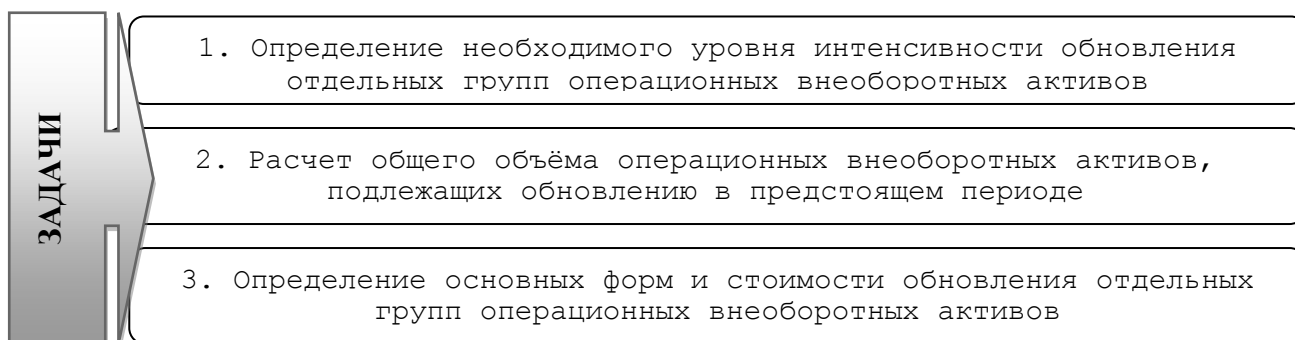 ЗАДАЧИ
1. Определение необходимого уровня интенсивности обновления
отдельных групп операционных внеоборотных активов
2. Расчет общего объёма операционных внеоборотных активов,
подлежащих обновлению в предстоящем периоде
3. Определение основных форм и стоимости обновления отдельных
групп операционных внеоборотных активов